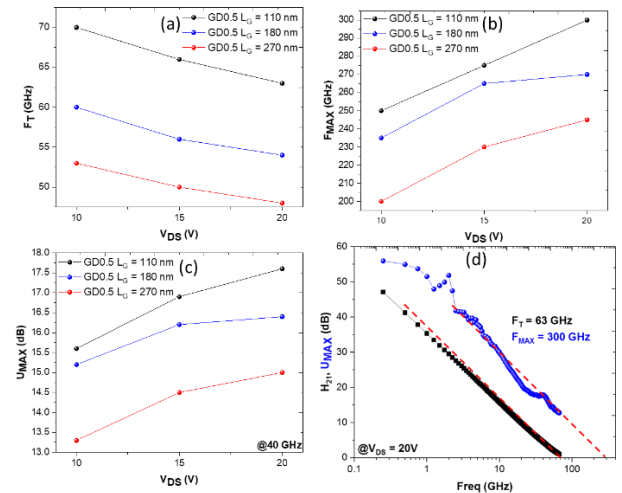 (a)
GD0.5 L_G = 110 nm
GD0.5 L_G = 180 nm
GD0.5 L_G = 270 nm
F_T (GHz)
70
65
60
55
50
10
15
20
V_DS (V)
(b)
GD0.5 L_G = 110 nm
GD0.5 L_G = 180 nm
GD0.5 L_G = 270 nm
F_MAX (GHz)
300
290
280
270
260
250
240
230
220
210
200
10
15
20
V_DS (V)
(c)
GD0.5 L_G = 110 nm
GD0.5 L_G = 180 nm
GD0.5 L_G = 270 nm
U_MAX (dB)
18.0
17.5
17.0
16.5
16.0
15.5
15.0
14.5
14.0
13.5
13.0
@40 GHz
10
15
20
V_DS (V)
(d)
H_21, U_MAX (dB)
60
50
40
30
20
10
0
F_T = 63 GHz
F_MAX = 300 GHz
@V_DS = 20V
0.1
1
10
100
Freq (GHz)